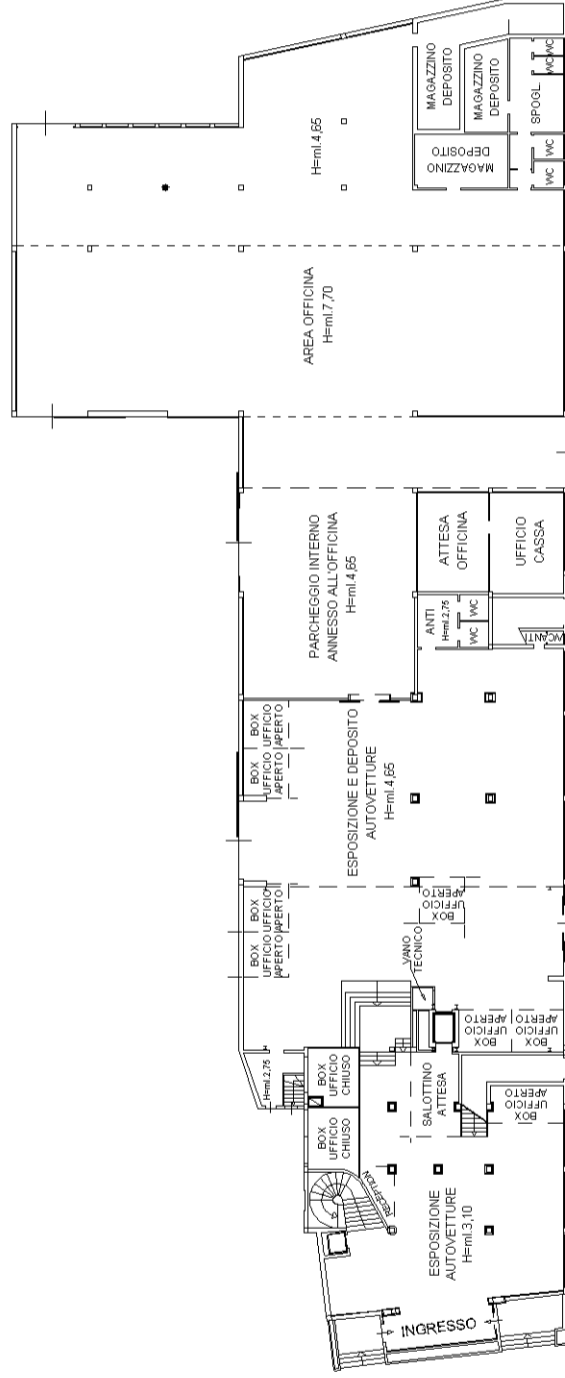 MAGAZZINO
DEPOSITO
MAGAZZINO
DEPOSITO
MAGAZZINO
DEPOSITO
SPOGL.
WC
WC
WC
WC
H=ml.4,65
AREA OFFICINA
H=ml.7,70
PARCHEGGIO INTERNO
ANNESSO ALL'OFFICINA
H=ml.4,65
ATTESA
OFFICINA
UFFICIO
CASSA
ANTI
H=ml.2,75
WC
WC
BOX
UFFICIO
APERTO
BOX
UFFICIO
APERTO
ESPOSIZIONE E DEPOSITO
AUTOVETTURE
H=ml.4,65
BOX
UFFICIO
APERTO
BOX
UFFICIO
APERTO
BOX
UFFICIO
APERTO
VANO
TECNICO
BOX
UFFICIO
APERTO
BOX
UFFICIO
APERTO
H=ml.2,75
BOX
UFFICIO
CHIUSO
BOX
UFFICIO
CHIUSO
SALOTTINO
ATTESA
BOX
UFFICIO
APERTO
RECEPTION
ESPOSIZIONE
AUTOVETTURE
H=ml.3,10
INGRESSO